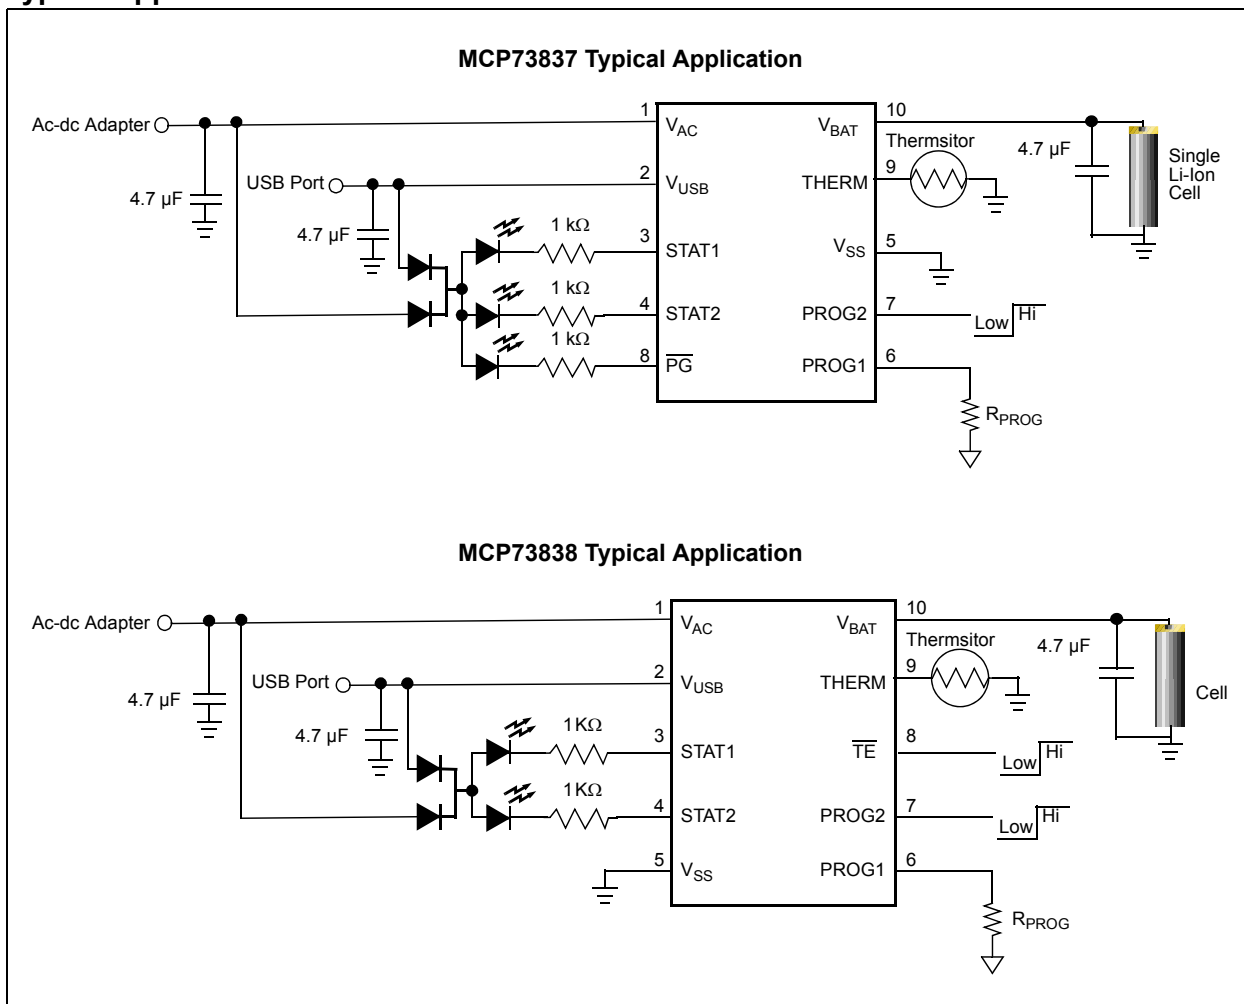 MCP73837 Typical Application
Ac-dc Adapter
4.7 µF
USB Port
4.7 µF
1 kΩ
1 kΩ
1 kΩ
1
2
3
4
8
VAC
VUSB
STAT1
STAT2
PG
VBAT
THERM
VSS
PROG2
PROG1
10
9
5
7
6
Thermsitor
4.7 µF
Single
Li-Ion
Cell
Low
Hi
RPROG
MCP73838 Typical Application
Ac-dc Adapter
4.7 µF
USB Port
4.7 µF
1KΩ
1KΩ
1
2
3
4
5
VAC
VUSB
STAT1
STAT2
VSS
VBAT
THERM
TE
PROG2
PROG1
10
9
8
7
6
Thermsitor
4.7 µF
Cell
Low
Hi
Low
Hi
RPROG